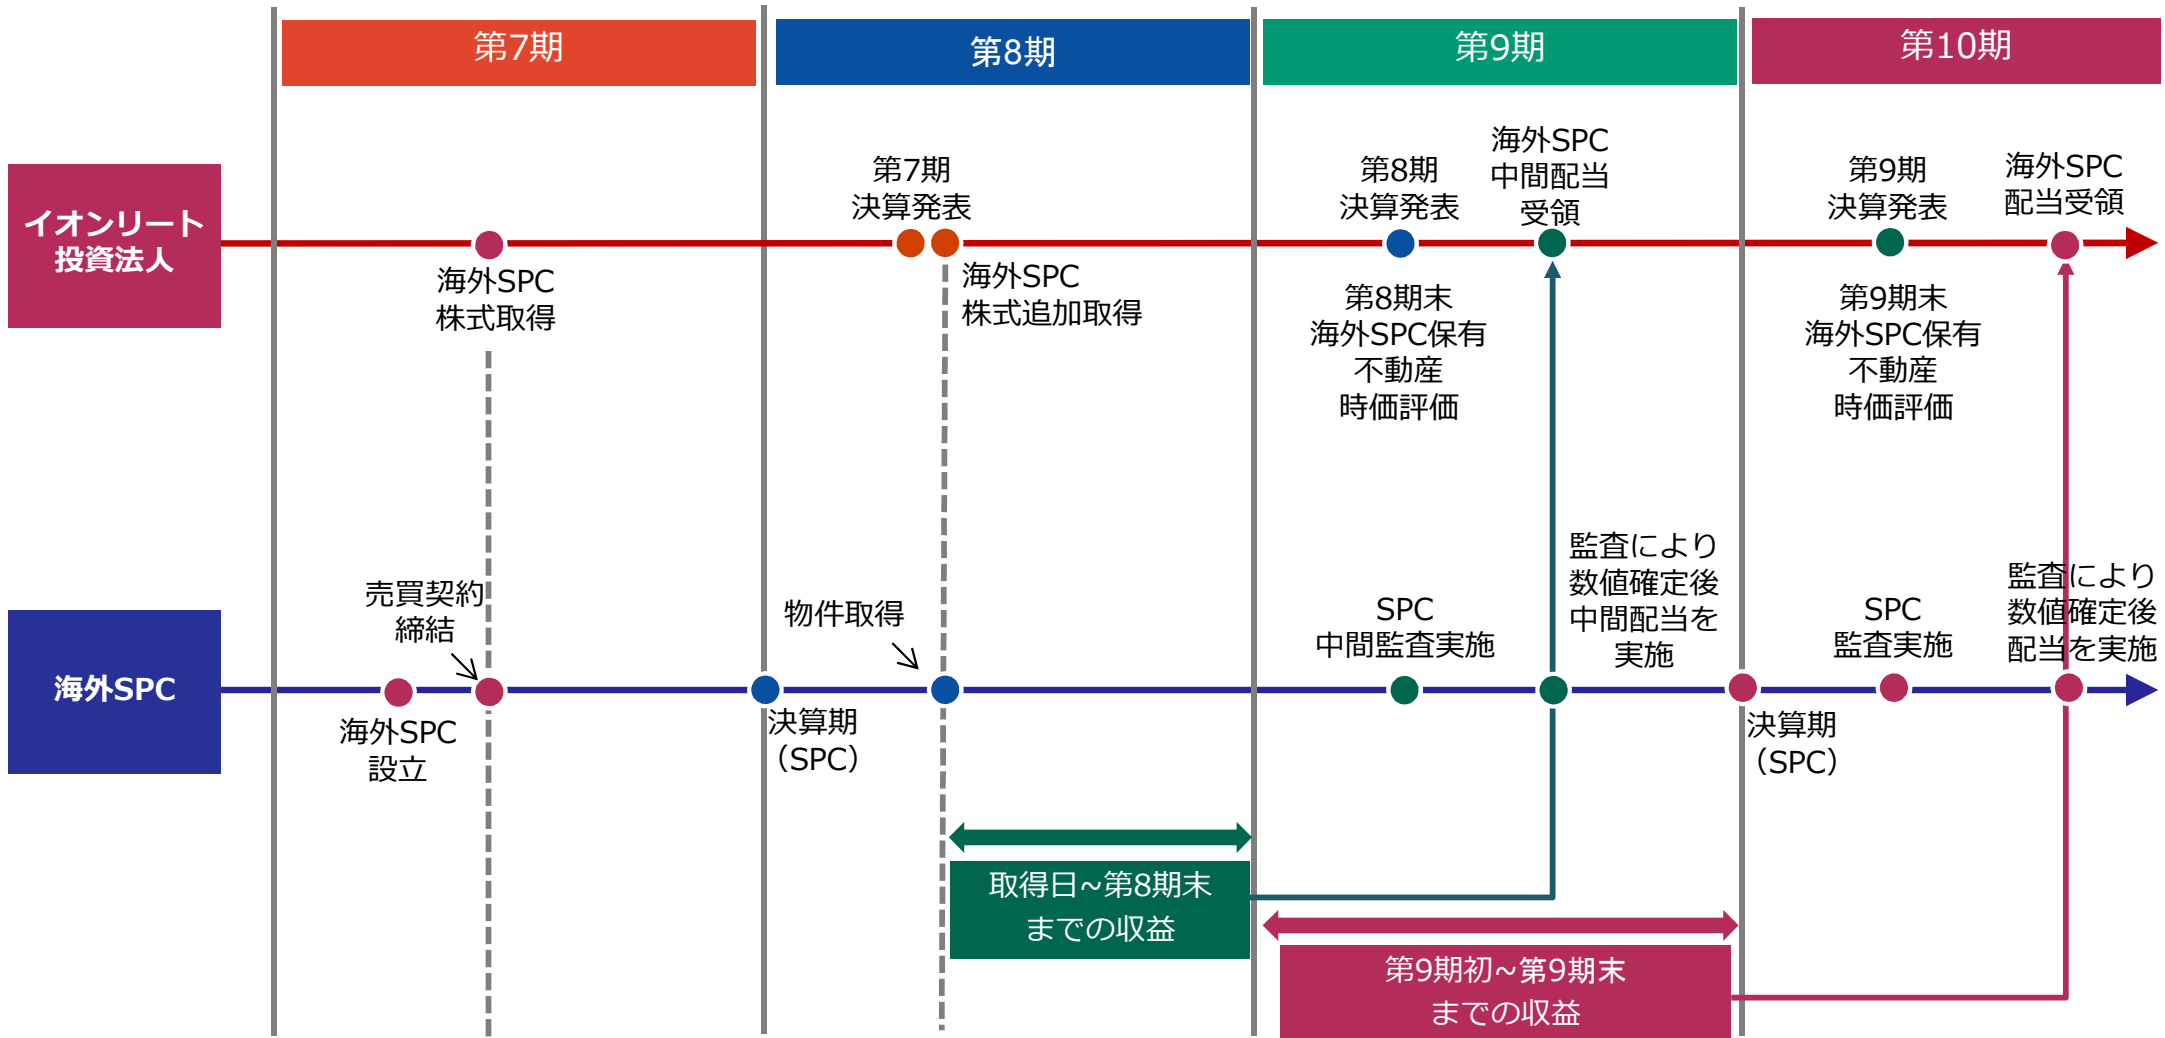 第7期
第8期
第9期
第10期
イオンリート
投資法人
海外SPC
株式取得
第7期
決算発表
海外SPC
株式追加取得
第8期
決算発表
第8期末
海外SPC保有
不動産
時価評価
海外SPC
中間配当
受領
第9期
決算発表
第9期末
海外SPC保有
不動産
時価評価
海外SPC
配当受領
海外SPC
売買契約
締結
海外SPC
設立
物件取得
決算期
（SPC）
SPC
中間監査実施
監査により
数値確定後
中間配当を
実施
決算期
（SPC）
SPC
監査実施
監査により
数値確定後
配当を実施
取得日~第8期末
までの収益
第9期初~第9期末
までの収益